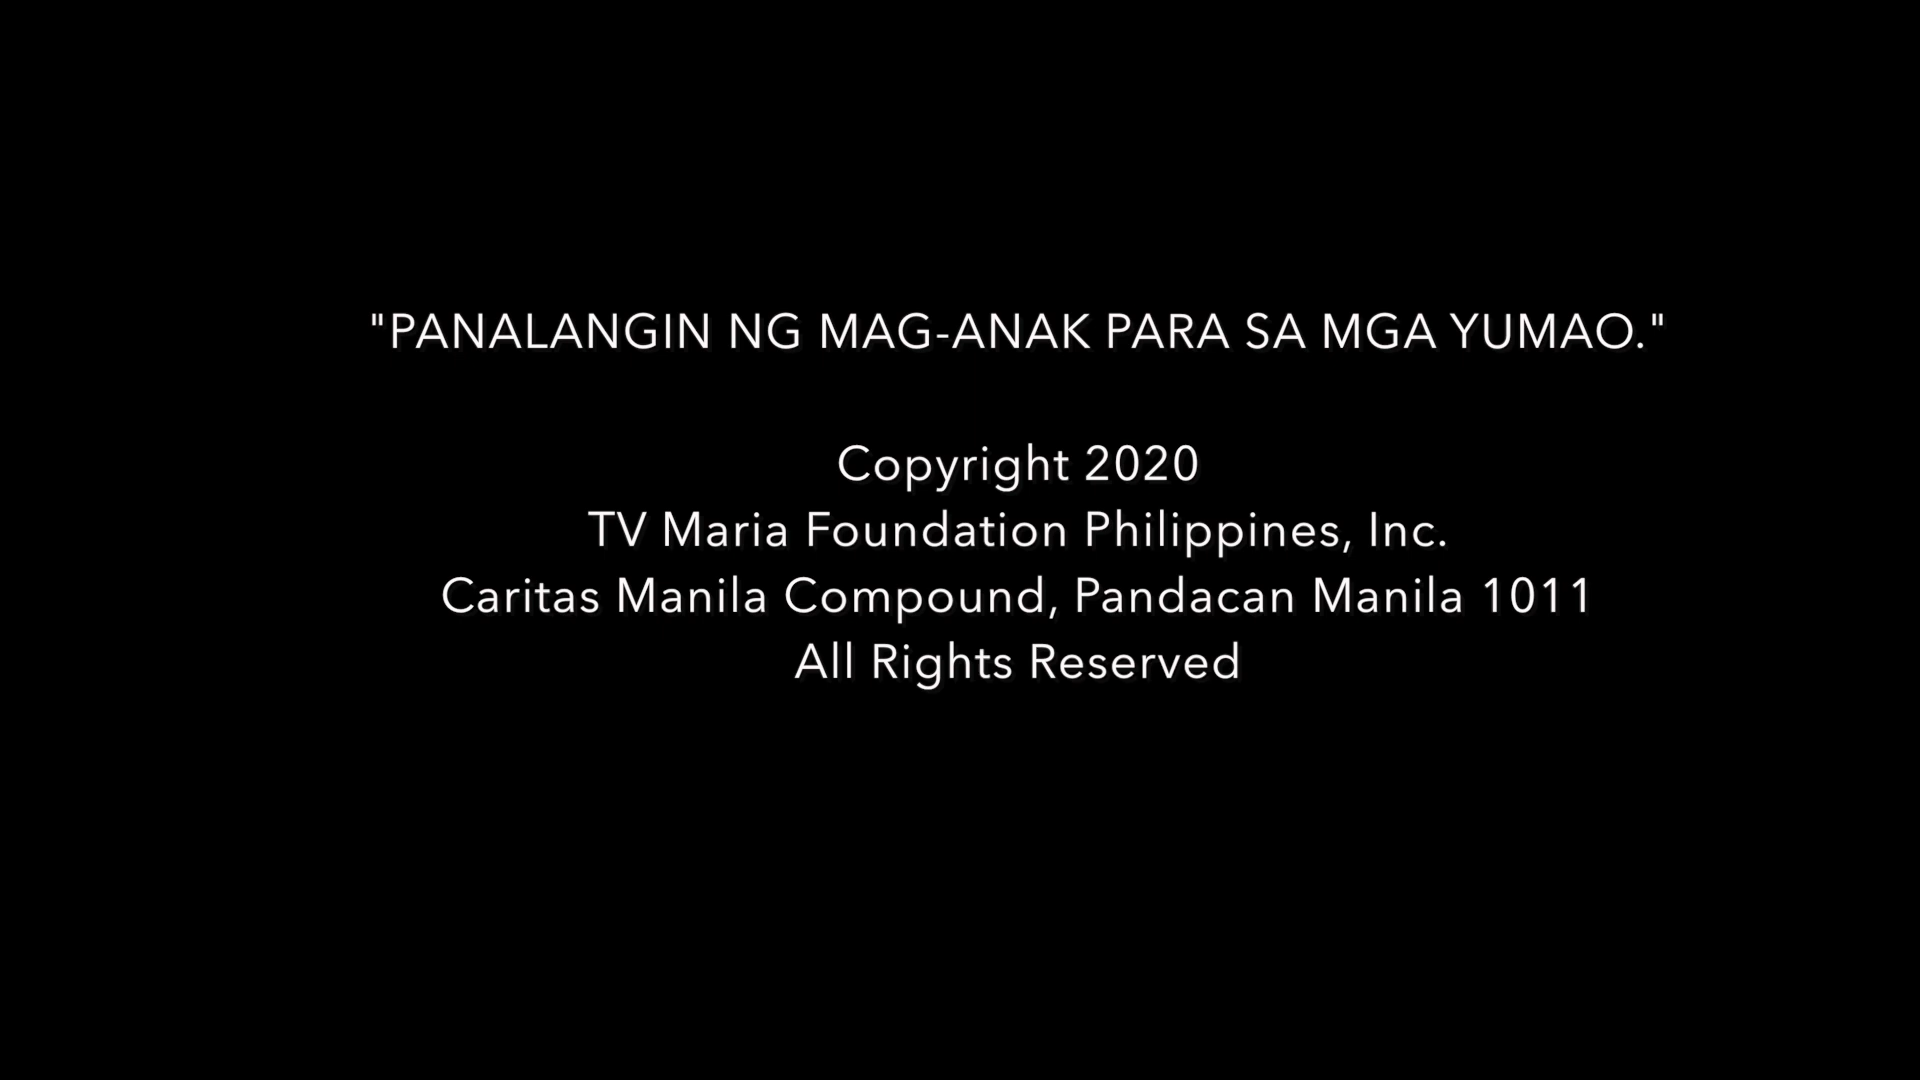 "PANALANGIN NG MAG-ANAK PARA SA MGA YUMAO."
Copyright 2020
TV Maria Foundation Philippines, Inc.
Caritas Manila Compound, Pandacan Manila 1011
All Rights Reserved